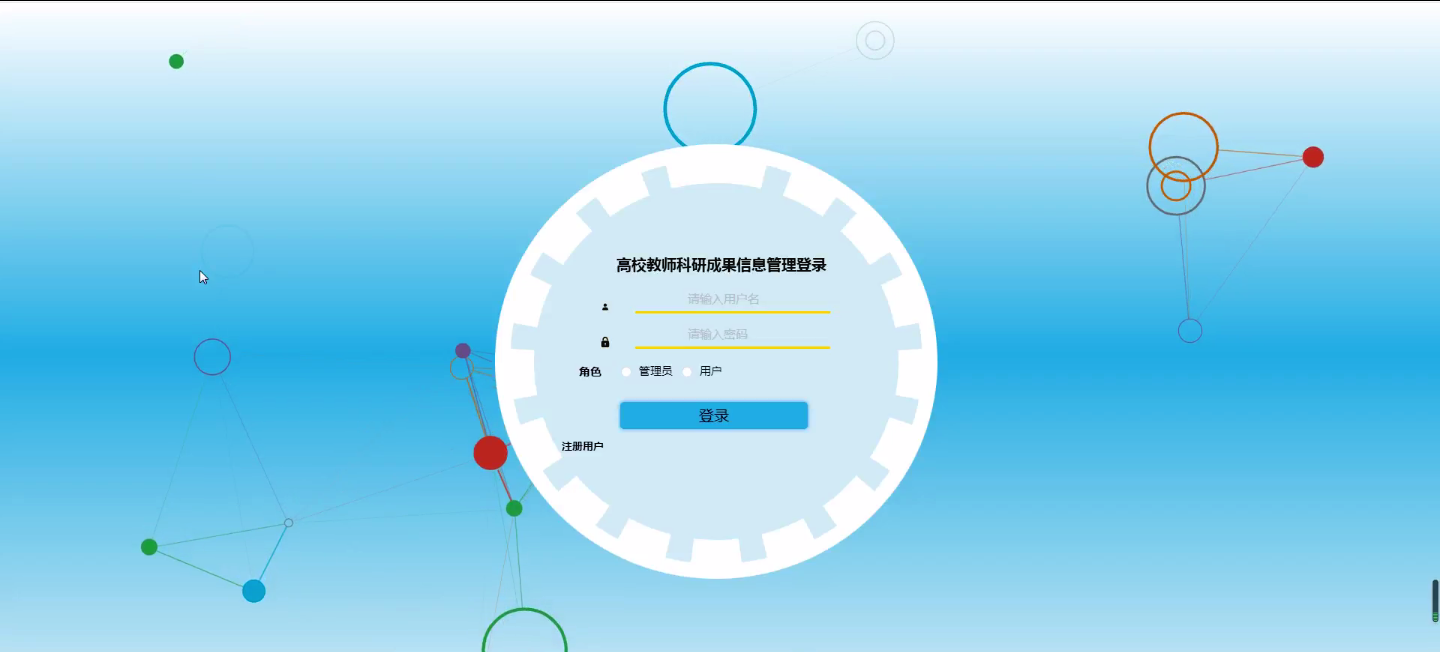 高校教师科研成果信息管理登录
请输入用户名
请输入密码
角色 管理员 用户
登录
注册用户